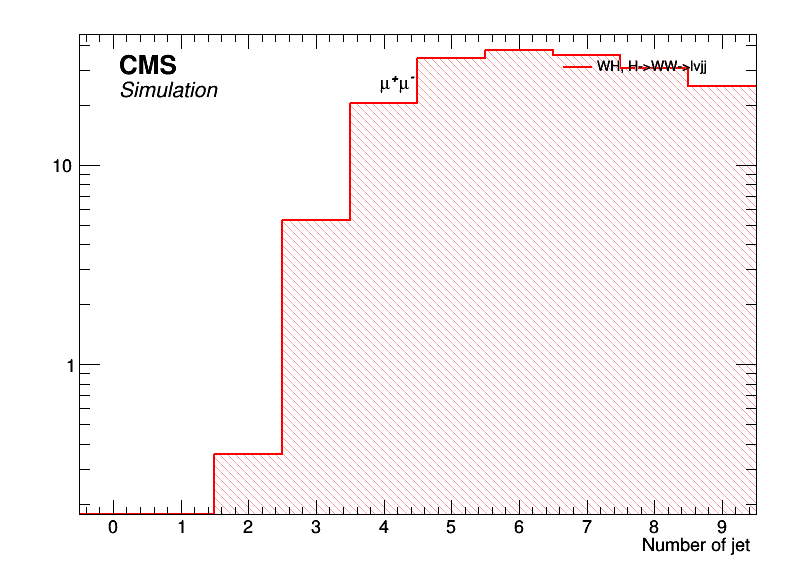 CMS
Simulation
μ⁺μ⁻
WH, H->WW->lvjj
10
1
0 1 2 3 4 5 6 7 8 9
Number of jet